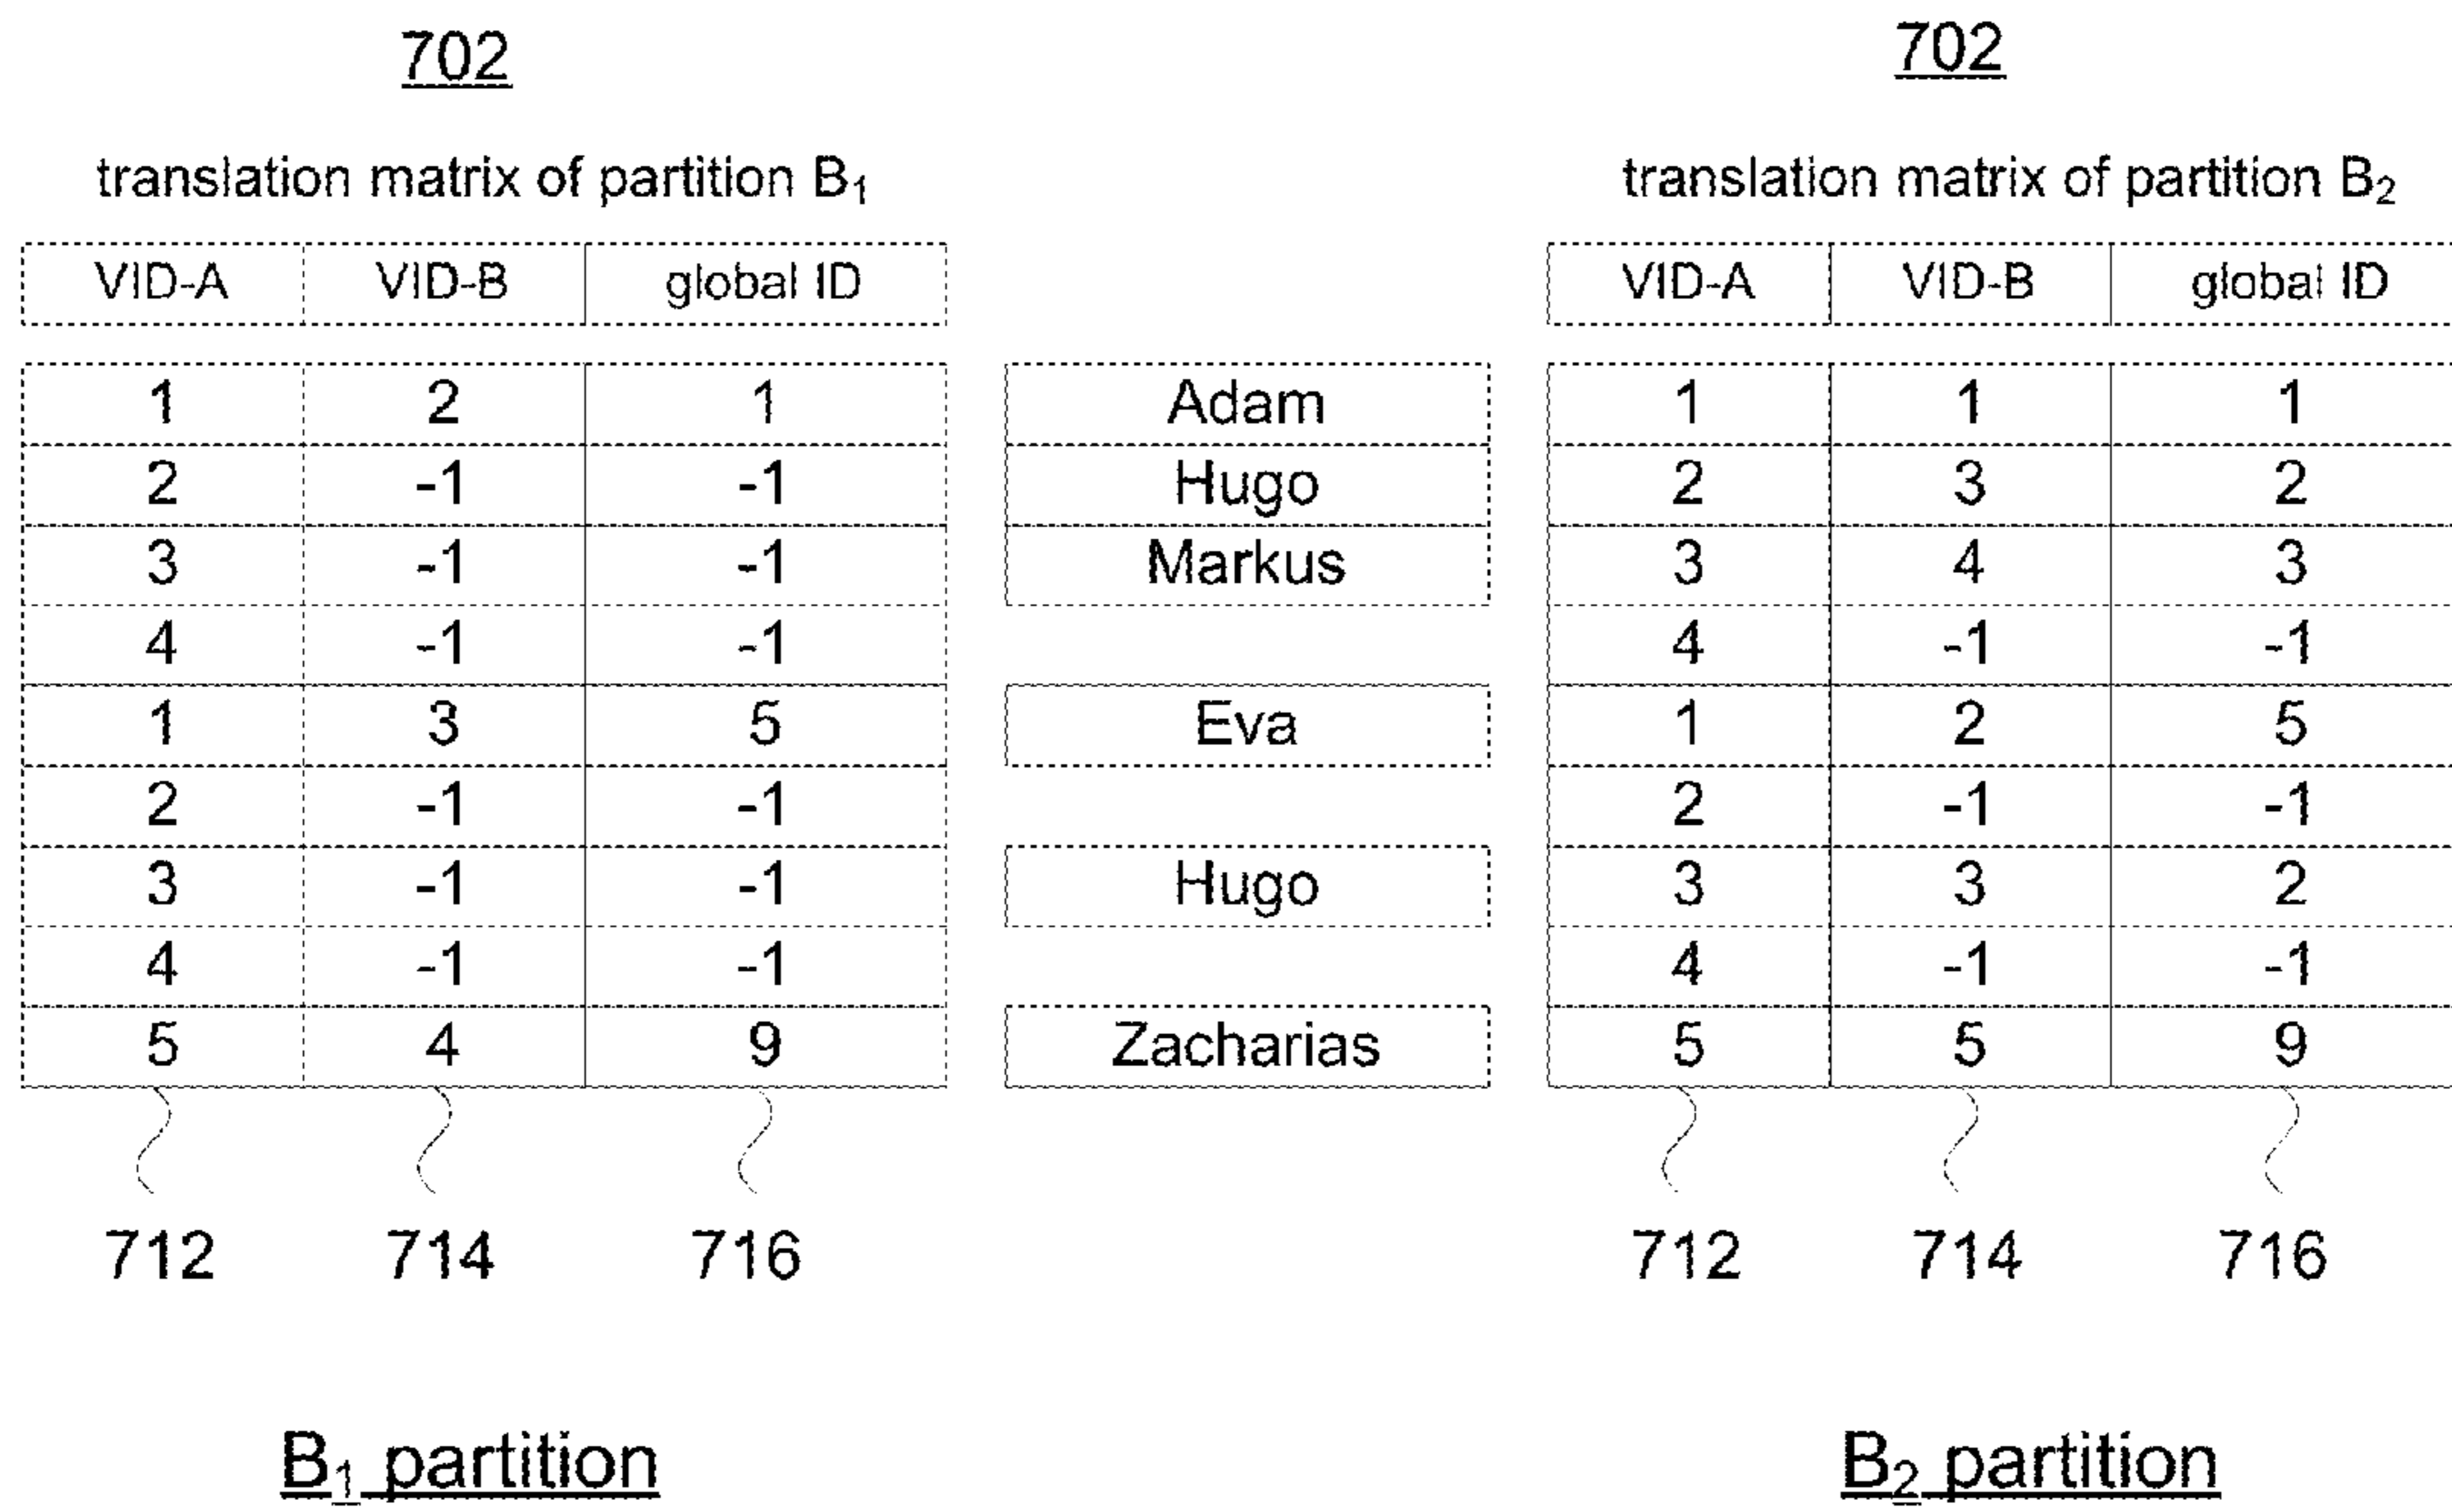 702 702
translation matrix of partition B₁ translation matrix of partition B₂
VID-A VID-B global ID VID-A VID-B global ID
1 2 1 Adam 1 1 1
2 -1 -1 Hugo 2 3 2
3 -1 -1 Markus 3 4 3
4 -1 -1 4 -1 -1
1 3 5 Eva 1 2 5
2 -1 -1 2 -1 -1
3 -1 -1 Hugo 3 3 2
4 -1 -1 4 -1 -1
5 4 9 Zacharias 5 5 9
712 714 716 712 714 716
B₁ partition B₂ partition